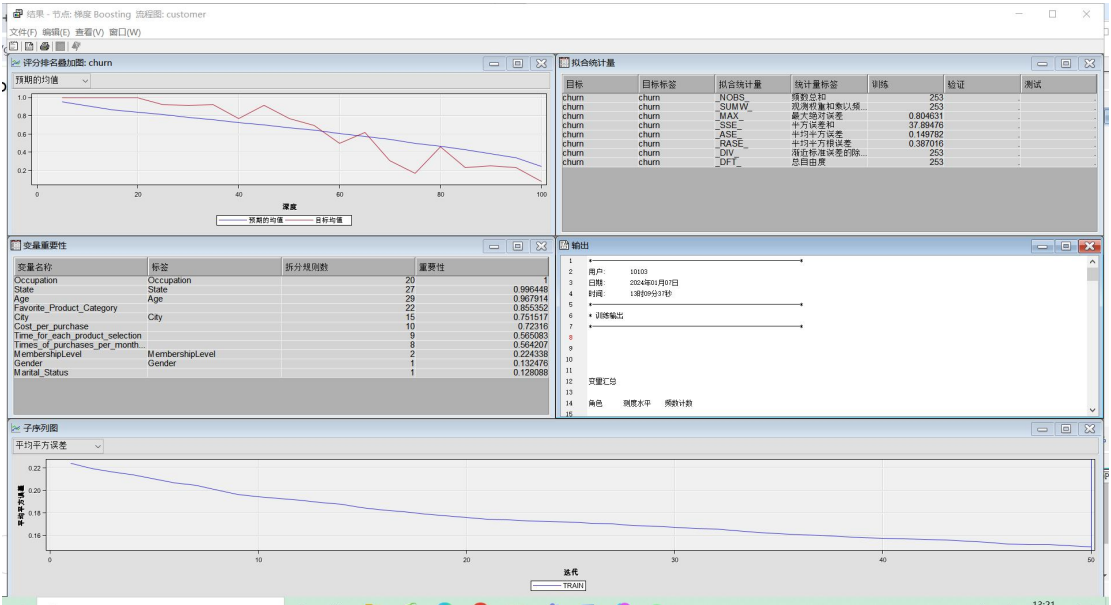 结果 - 节点: 梯度 Boosting 流程图: customer
文件(F) 编辑(E) 查看(V) 窗口(W)
评分排名叠加图: churn
预期的均值
1.0
0.8
0.6
0.4
0.2
0 20 40 60 80 100
深度
预期的均值 目标均值
拟合统计量
目标 目标标签 拟合统计量 统计量标签 训练 验证 测试
churn churn _NOBS_ 频数总和 253 . .
churn churn _SUMW_ 观测权重和乘以频... 253 . .
churn churn _MAX_ 最大绝对误差 0.804631 . .
churn churn _SSE_ 平方误差和 37.89476 . .
churn churn _ASE_ 平均平方误差 0.149782 . .
churn churn _RASE_ 平均平方根误差 0.387016 . .
churn churn _DIV_ 渐近标准误差的除... 253 . .
churn churn _DFT_ 总自由度 253 . .
变量重要性
变量名称 标签 拆分规则数 重要性
Occupation Occupation 20 1
State State 27 0.996448
Age Age 29 0.967914
Favorite_Product_Category 22 0.855352
City City 15 0.751517
Cost_per_purchase 10 0.72316
Time_for_each_product_selection 9 0.565083
Times_of_purchases_per_month... 8 0.564207
MembershipLevel MembershipLevel 2 0.224338
Gender Gender 1 0.132476
Marital_Status 1 0.128088
输出
1 *------------------------------------------------------------*
2 用户: 10103
3 日期: 2024年01月07日
4 时间: 13时09分37秒
5 *------------------------------------------------------------*
6 * 训练输出
7 *------------------------------------------------------------*
8
9
10
11
12 变量汇总
13
14 角色 测度水平 频数计数
15
子序列图
平均平方误差
0.22
0.20
0.18
0.16
平均平方误差
0 10 20 30 40 50
迭代
TRAIN
13:21